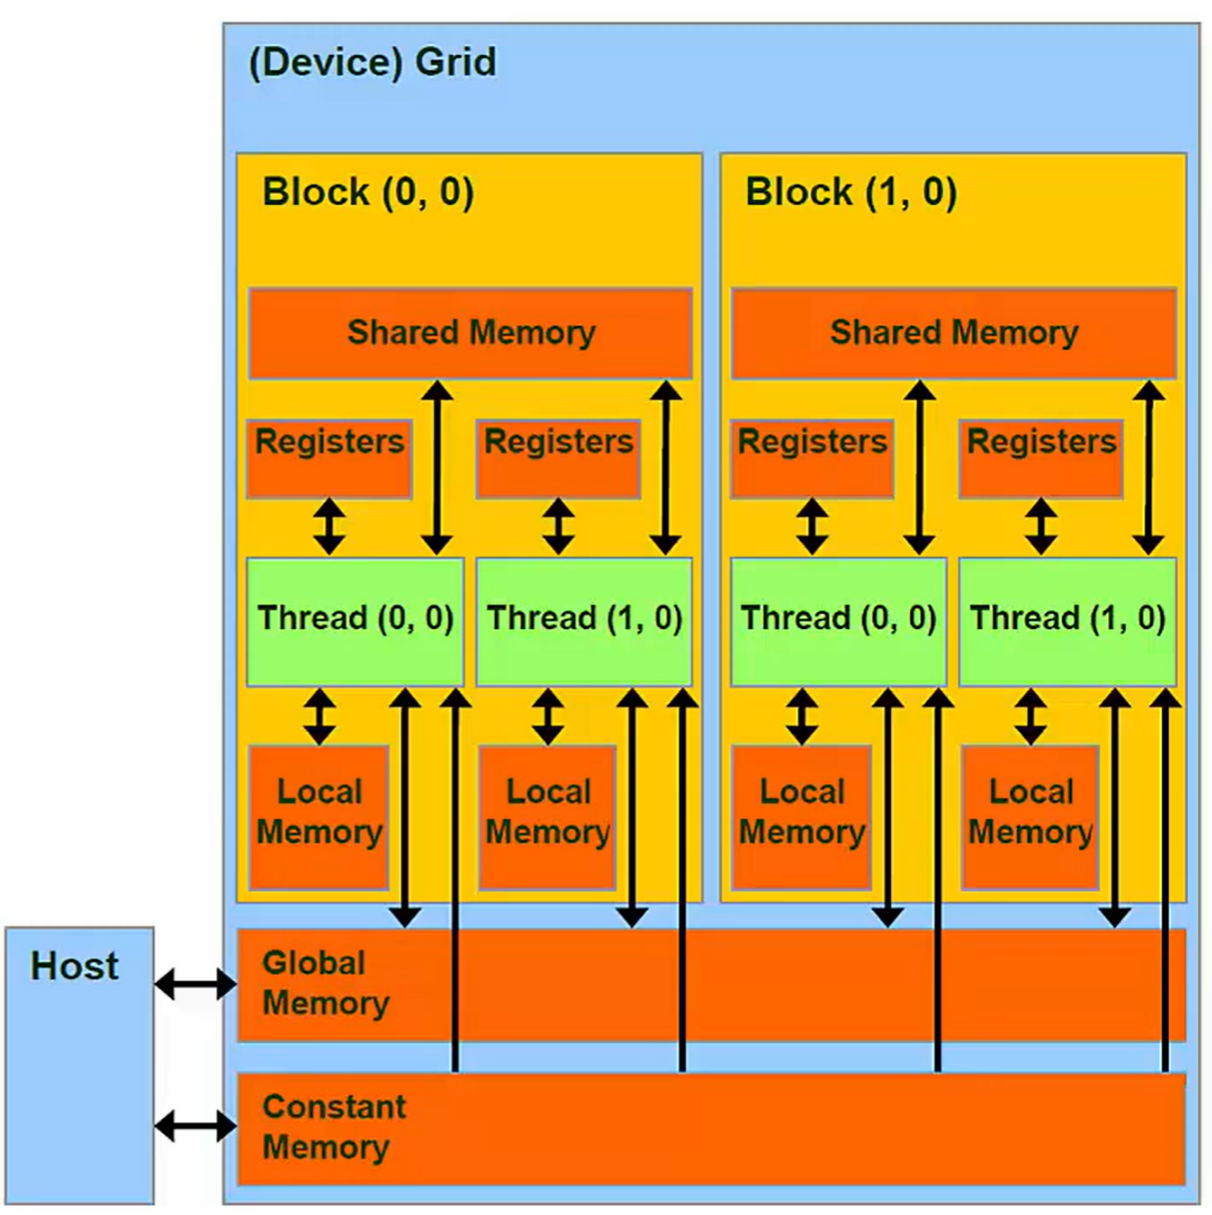 (Device) Grid
Block (0, 0)
Block (1, 0)
Shared Memory
Shared Memory
Registers
Registers
Registers
Registers
Thread (0, 0)
Thread (1, 0)
Thread (0, 0)
Thread (1, 0)
Local
Memory
Local
Memory
Local
Memory
Local
Memory
Host
Global
Memory
Constant
Memory